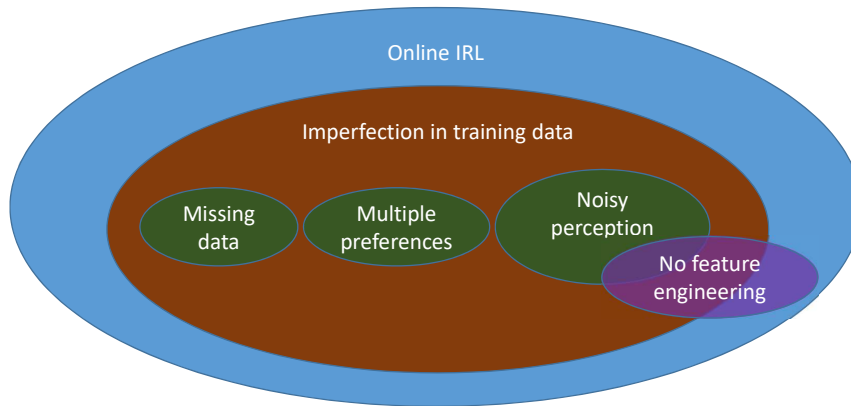 Online IRL
Imperfection in training data
Missing
data
Multiple
preferences
Noisy
perception
No feature
engineering